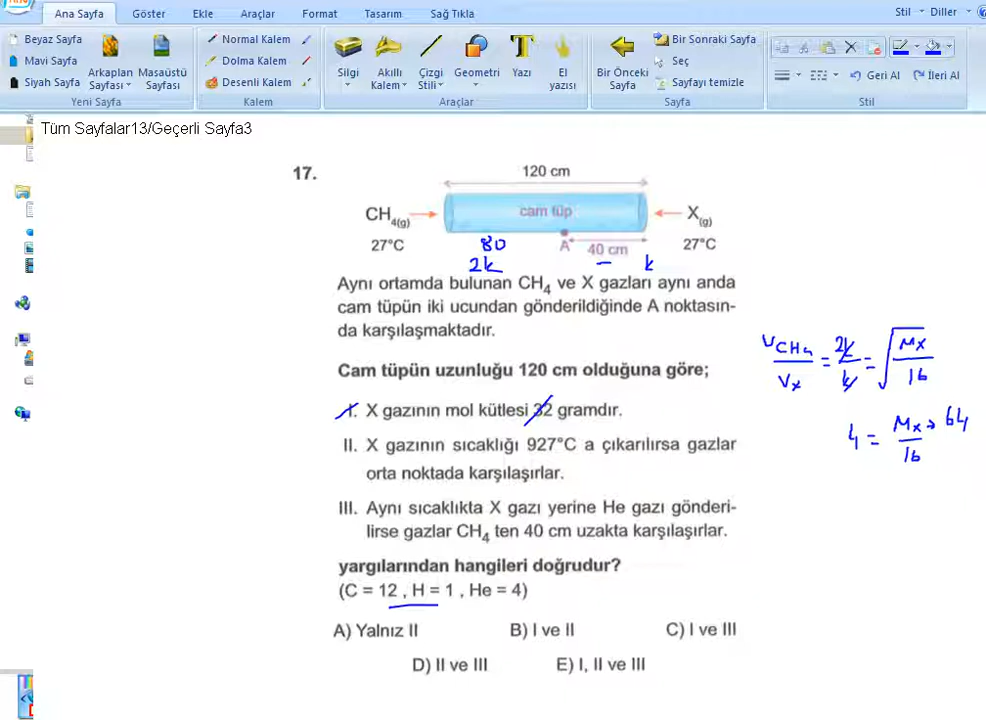 Ana Sayfa Göster Ekle Araçlar Format Tasarım Sağ Tıkla Stil Diller
Beyaz Sayfa
Mavi Sayfa
Siyah Sayfa
Arkaplan Sayfası
Masaüstü Sayfası
Yeni Sayfa
Normal Kalem
Dolma Kalem
Desenli Kalem
Kalem
Silgi
Akıllı Kalem
Çizgi Stili
Geometri
Yazı
El yazısı
Araçlar
Bir Önceki Sayfa
Bir Sonraki Sayfa
Seç
Sayfayı temizle
Sayfa
Geri Al
İleri Al
Stil
Tüm Sayfalar13/Geçerli Sayfa3
17.
120 cm
CH4(g) cam tüp X(g)
27°C 80 A 40 cm 27°C
2k k
Aynı ortamda bulunan CH4 ve X gazları aynı anda
cam tüpün iki ucundan gönderildiğinde A noktasın-
da karşılaşmaktadır.
Cam tüpün uzunluğu 120 cm olduğuna göre;
I. X gazının mol kütlesi 32 gramdır.
II. X gazının sıcaklığı 927°C a çıkarılırsa gazlar
orta noktada karşılaşırlar.
III. Aynı sıcaklıkta X gazı yerine He gazı gönderi-
lirse gazlar CH4 ten 40 cm uzakta karşılaşırlar.
yargılarından hangileri doğrudur?
(C = 12 , H = 1 , He = 4)
A) Yalnız II B) I ve II C) I ve III
D) II ve III E) I, II ve III
VCH4/Vx = 2k/k = √Mx/16
4 = Mx/16 → 64